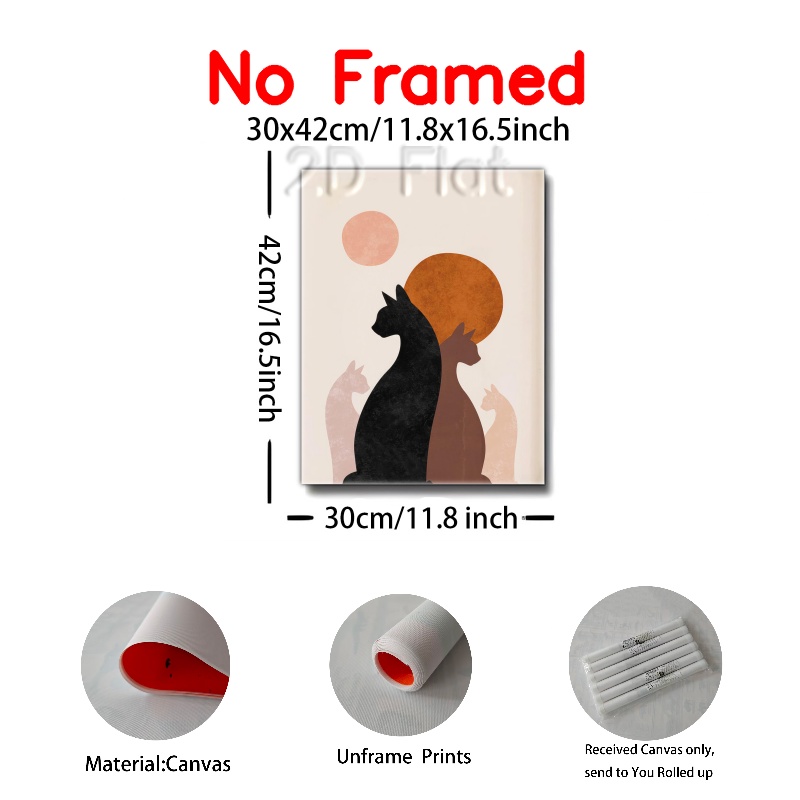 No Framed
30x42cm/11.8x16.5inch
2D Flat
42cm/16.5inch
30cm/11.8 inch
Material:Canvas
Unframe Prints
Received Canvas only,
send to You Rolled up